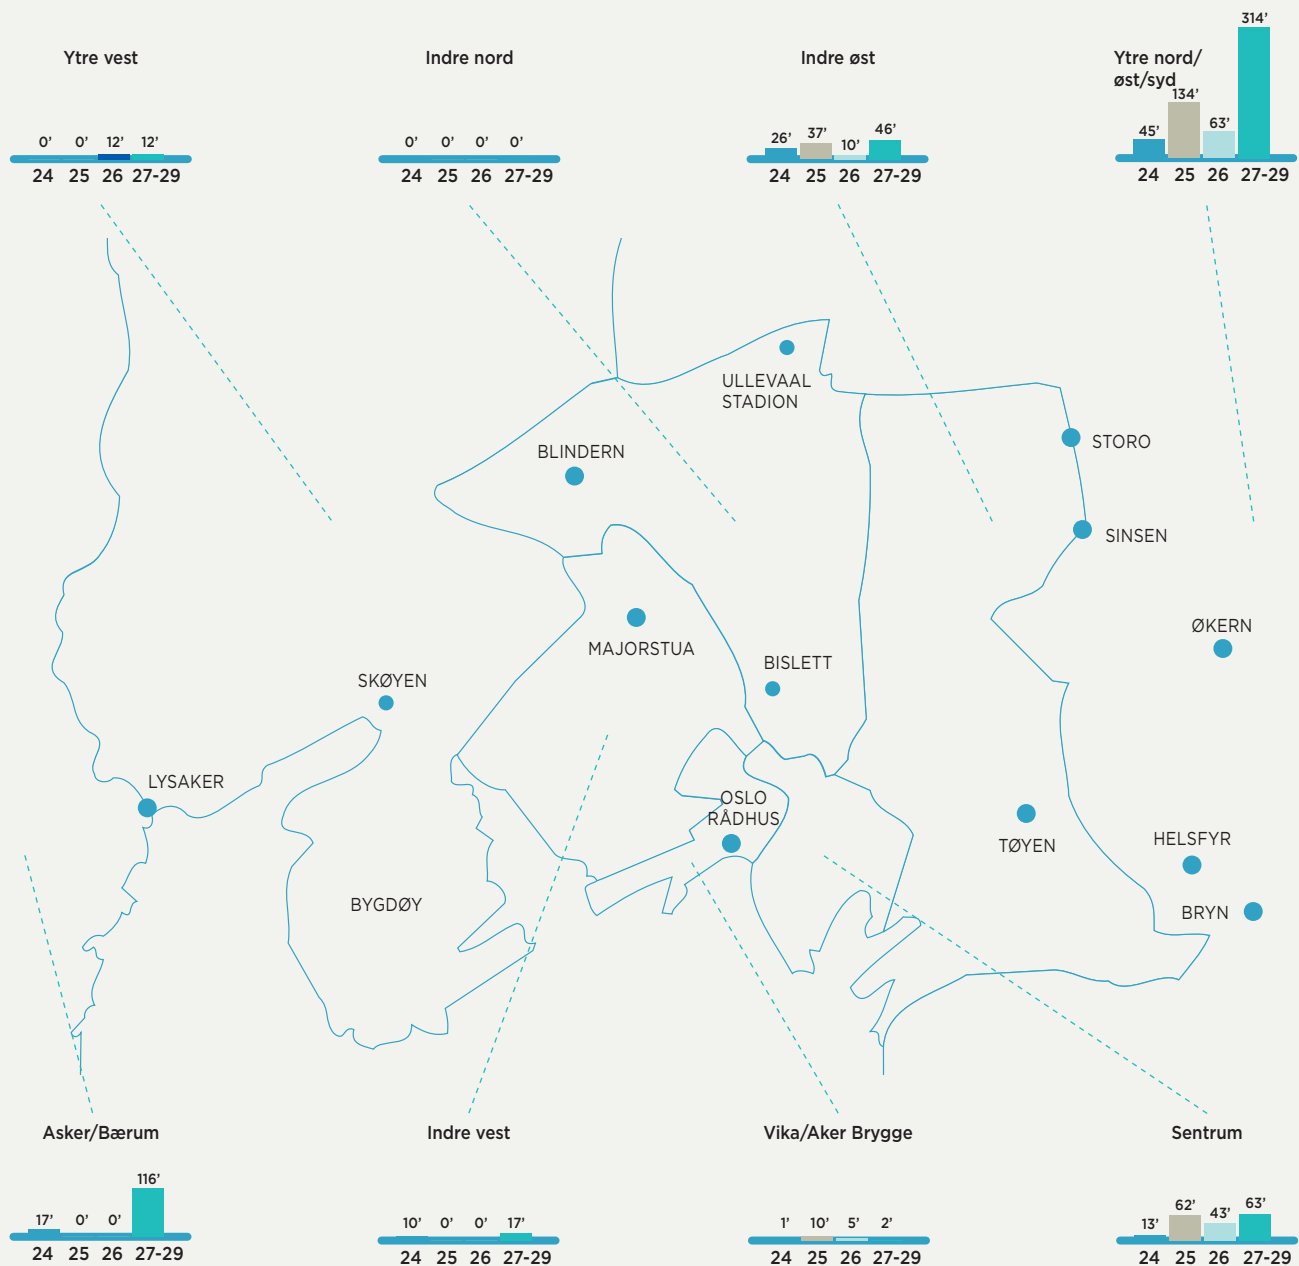 Ytre vest
0’ 0’ 12’ 12’
24 25 26 27-29
Indre nord
0’ 0’ 0’ 0’
24 25 26 27-29
Indre øst
26’ 37’ 10’ 46’
24 25 26 27-29
Ytre nord/
øst/syd
45’ 134’ 63’ 314’
24 25 26 27-29
ULLEVAAL
STADION
BLINDERN
STORO
SINSEN
ØKERN
MAJORSTUA
BISLETT
SKØYEN
LYSAKER
OSLO
RÅDHUS
TØYEN
HELSFYR
BYGDØY
BRYN
Asker/Bærum
17’ 0’ 0’ 116’
24 25 26 27-29
Indre vest
10’ 0’ 0’ 17’
24 25 26 27-29
Vika/Aker Brygge
1’ 10’ 5’ 2’
24 25 26 27-29
Sentrum
13’ 62’ 43’ 63’
24 25 26 27-29